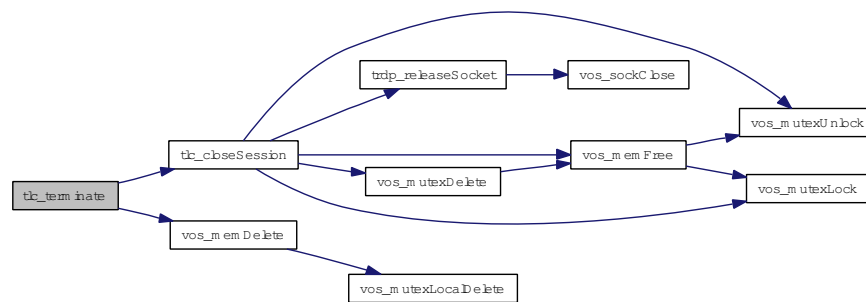 trdp_releaseSocket
vos_sockClose
vos_mutexUnlock
tlc_closeSession
vos_memFree
vos_mutexDelete
vos_mutexLock
tlc_terminate
vos_memDelete
vos_mutexLocalDelete